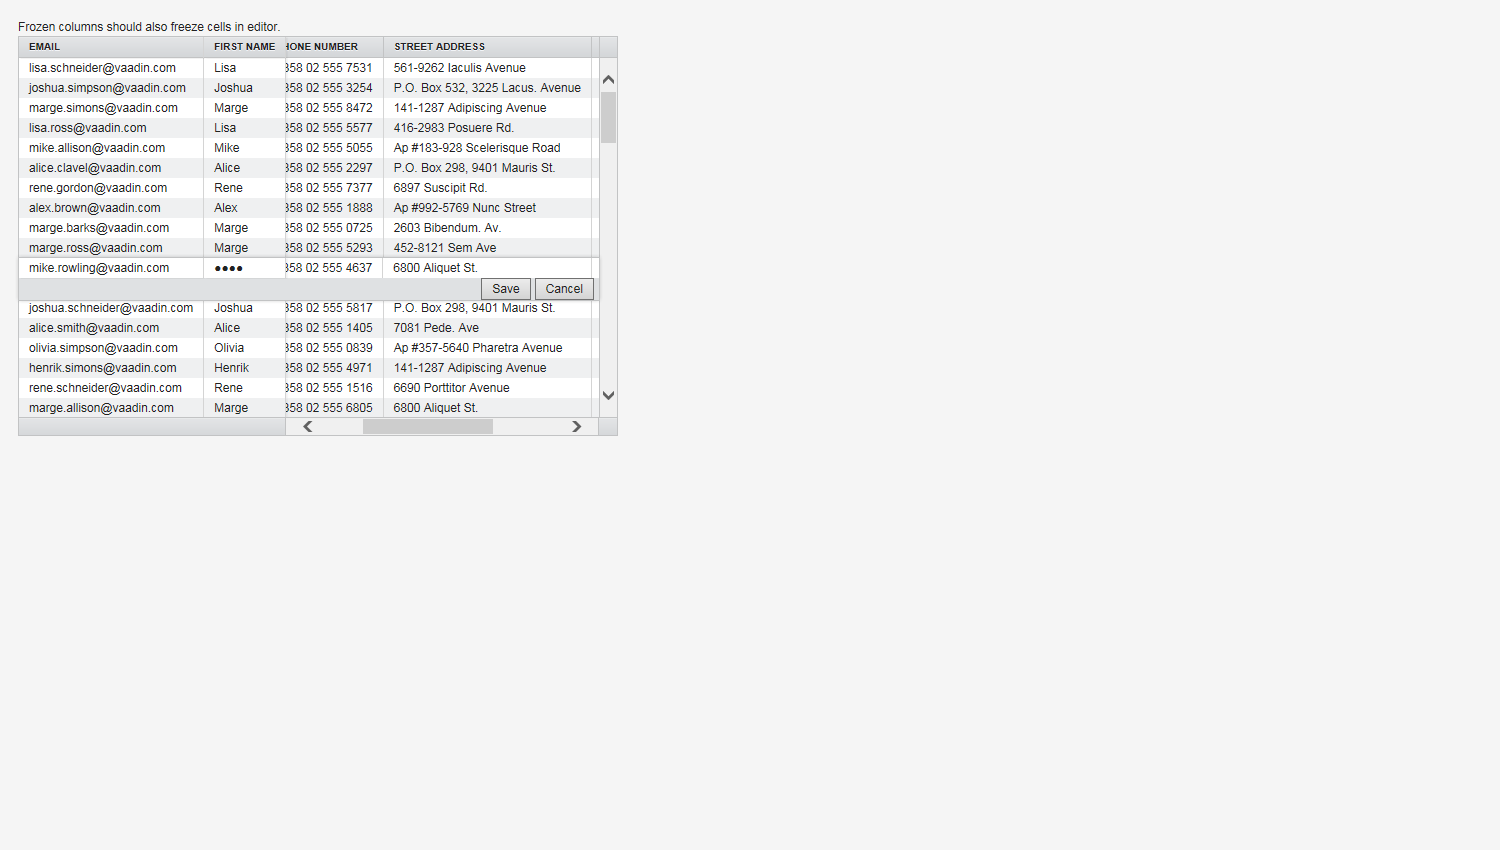 Frozen columns should also freeze cells in editor.
EMAIL FIRST NAME HONE NUMBER STREET ADDRESS
lisa.schneider@vaadin.com Lisa 358 02 555 7531 561-9262 Iaculis Avenue
joshua.simpson@vaadin.com Joshua 358 02 555 3254 P.O. Box 532, 3225 Lacus. Avenue
marge.simons@vaadin.com Marge 358 02 555 8472 141-1287 Adipiscing Avenue
lisa.ross@vaadin.com Lisa 358 02 555 5577 416-2983 Posuere Rd.
mike.allison@vaadin.com Mike 358 02 555 5055 Ap #183-928 Scelerisque Road
alice.clavel@vaadin.com Alice 358 02 555 2297 P.O. Box 298, 9401 Mauris St.
rene.gordon@vaadin.com Rene 358 02 555 7377 6897 Suscipit Rd.
alex.brown@vaadin.com Alex 358 02 555 1888 Ap #992-5769 Nunc Street
marge.barks@vaadin.com Marge 358 02 555 0725 2603 Bibendum. Av.
marge.ross@vaadin.com Marge 358 02 555 5293 452-8121 Sem Ave
mike.rowling@vaadin.com ●●●● 358 02 555 4637 6800 Aliquet St.
Save Cancel
joshua.schneider@vaadin.com Joshua 358 02 555 5817 P.O. Box 298, 9401 Mauris St.
alice.smith@vaadin.com Alice 358 02 555 1405 7081 Pede. Ave
olivia.simpson@vaadin.com Olivia 358 02 555 0839 Ap #357-5640 Pharetra Avenue
henrik.simons@vaadin.com Henrik 358 02 555 4971 141-1287 Adipiscing Avenue
rene.schneider@vaadin.com Rene 358 02 555 1516 6690 Porttitor Avenue
marge.allison@vaadin.com Marge 358 02 555 6805 6800 Aliquet St.